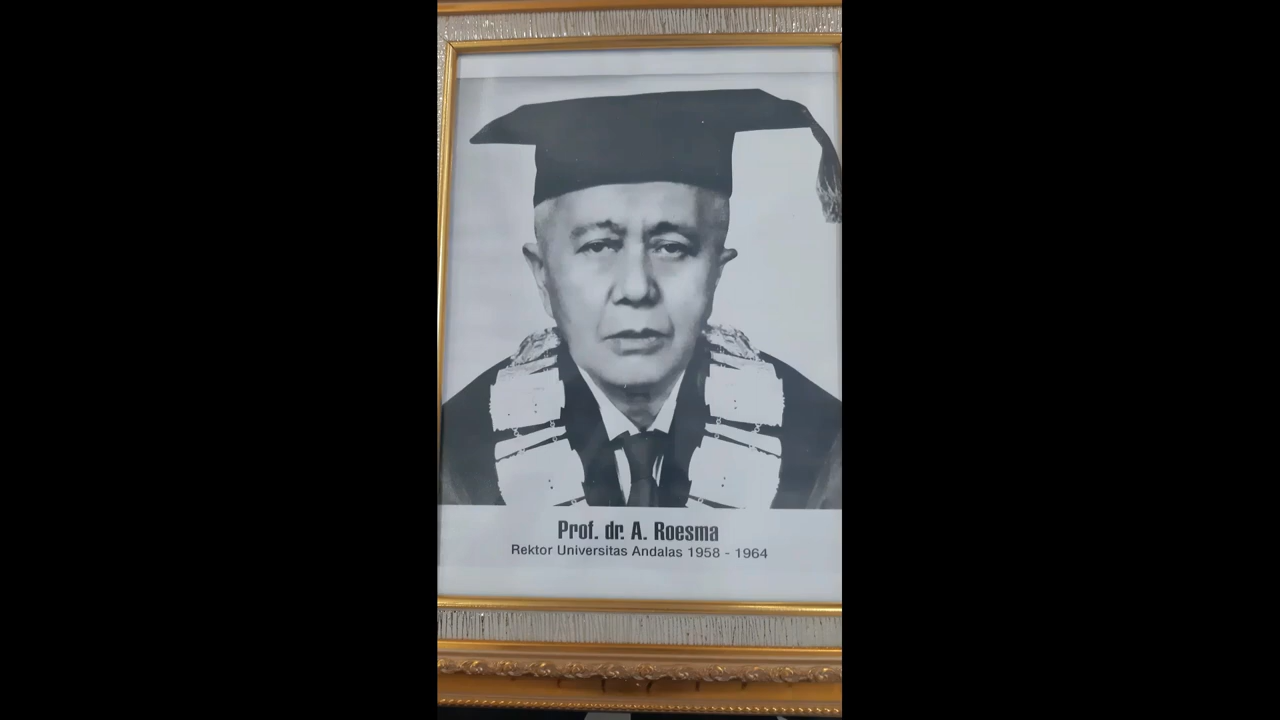 Prof. dr. A. Roesma
Rektor Universitas Andalas 1958 - 1964